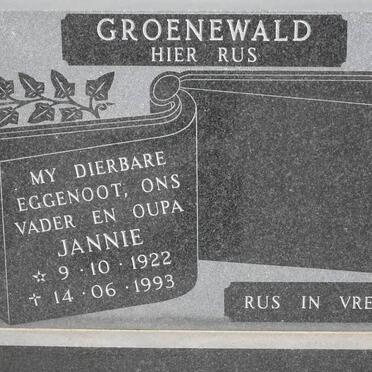 GROENEWALD
HIER RUS
MY DIERBARE
EGGENOOT, ONS
VADER EN OUPA
JANNIE
☆ 9 · 10 · 1922
† 14 · 06 · 1993
RUS IN VRE